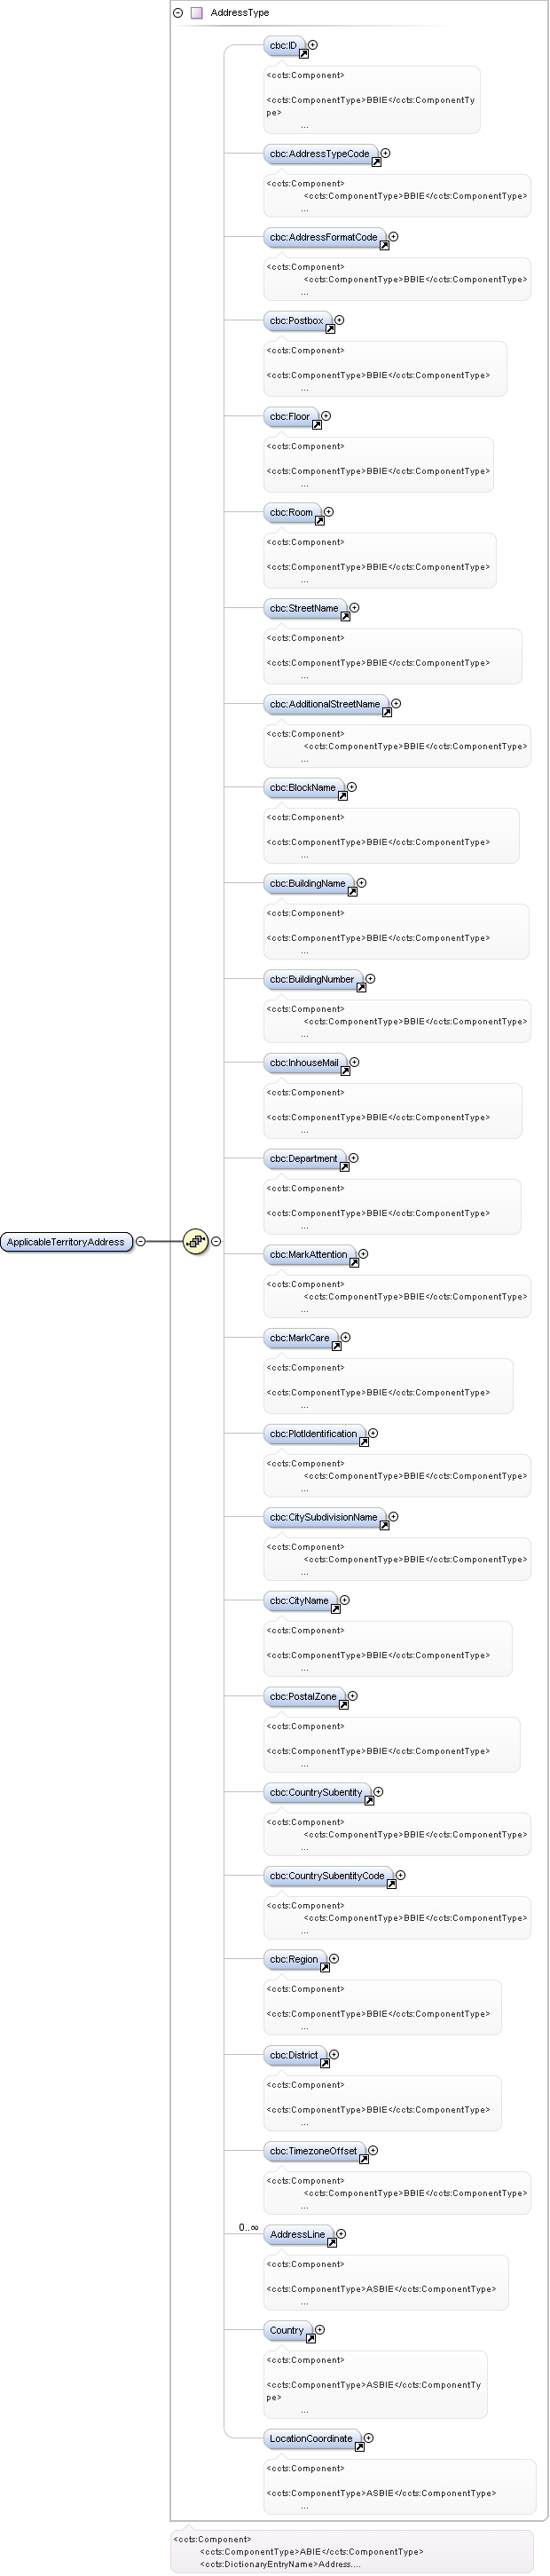 AddressType
cbc:ID
<ccts:Component>
<ccts:ComponentType>BBIE</ccts:ComponentTy
pe>
...
cbc:AddressTypeCode
<ccts:Component>
<ccts:ComponentType>BBIE</ccts:ComponentType>
...
cbc:AddressFormatCode
<ccts:Component>
<ccts:ComponentType>BBIE</ccts:ComponentType>
...
cbc:Postbox
<ccts:Component>
<ccts:ComponentType>BBIE</ccts:ComponentType>
...
cbc:Floor
<ccts:Component>
<ccts:ComponentType>BBIE</ccts:ComponentType>
...
cbc:Room
<ccts:Component>
<ccts:ComponentType>BBIE</ccts:ComponentType>
...
cbc:StreetName
<ccts:Component>
<ccts:ComponentType>BBIE</ccts:ComponentType>
...
cbc:AdditionalStreetName
<ccts:Component>
<ccts:ComponentType>BBIE</ccts:ComponentType>
...
cbc:BlockName
<ccts:Component>
<ccts:ComponentType>BBIE</ccts:ComponentType>
...
cbc:BuildingName
<ccts:Component>
<ccts:ComponentType>BBIE</ccts:ComponentType>
...
cbc:BuildingNumber
<ccts:Component>
<ccts:ComponentType>BBIE</ccts:ComponentType>
...
cbc:InhouseMail
<ccts:Component>
<ccts:ComponentType>BBIE</ccts:ComponentType>
...
cbc:Department
<ccts:Component>
<ccts:ComponentType>BBIE</ccts:ComponentType>
...
ApplicableTerritoryAddress
cbc:MarkAttention
<ccts:Component>
<ccts:ComponentType>BBIE</ccts:ComponentType>
...
cbc:MarkCare
<ccts:Component>
<ccts:ComponentType>BBIE</ccts:ComponentType>
...
cbc:PlotIdentification
<ccts:Component>
<ccts:ComponentType>BBIE</ccts:ComponentType>
...
cbc:CitySubdivisionName
<ccts:Component>
<ccts:ComponentType>BBIE</ccts:ComponentType>
...
cbc:CityName
<ccts:Component>
<ccts:ComponentType>BBIE</ccts:ComponentType>
...
cbc:PostalZone
<ccts:Component>
<ccts:ComponentType>BBIE</ccts:ComponentType>
...
cbc:CountrySubentity
<ccts:Component>
<ccts:ComponentType>BBIE</ccts:ComponentType>
...
cbc:CountrySubentityCode
<ccts:Component>
<ccts:ComponentType>BBIE</ccts:ComponentType>
...
cbc:Region
<ccts:Component>
<ccts:ComponentType>BBIE</ccts:ComponentType>
...
cbc:District
<ccts:Component>
<ccts:ComponentType>BBIE</ccts:ComponentType>
...
cbc:TimezoneOffset
<ccts:Component>
<ccts:ComponentType>BBIE</ccts:ComponentType>
...
0..∞ AddressLine
<ccts:Component>
<ccts:ComponentType>ASBIE</ccts:ComponentType>
...
Country
<ccts:Component>
<ccts:ComponentType>ASBIE</ccts:ComponentTy
pe>
...
LocationCoordinate
<ccts:Component>
<ccts:ComponentType>ASBIE</ccts:ComponentType>
...
<ccts:Component>
<ccts:ComponentType>ABIE</ccts:ComponentType>
<ccts:DictionaryEntryName>Address....